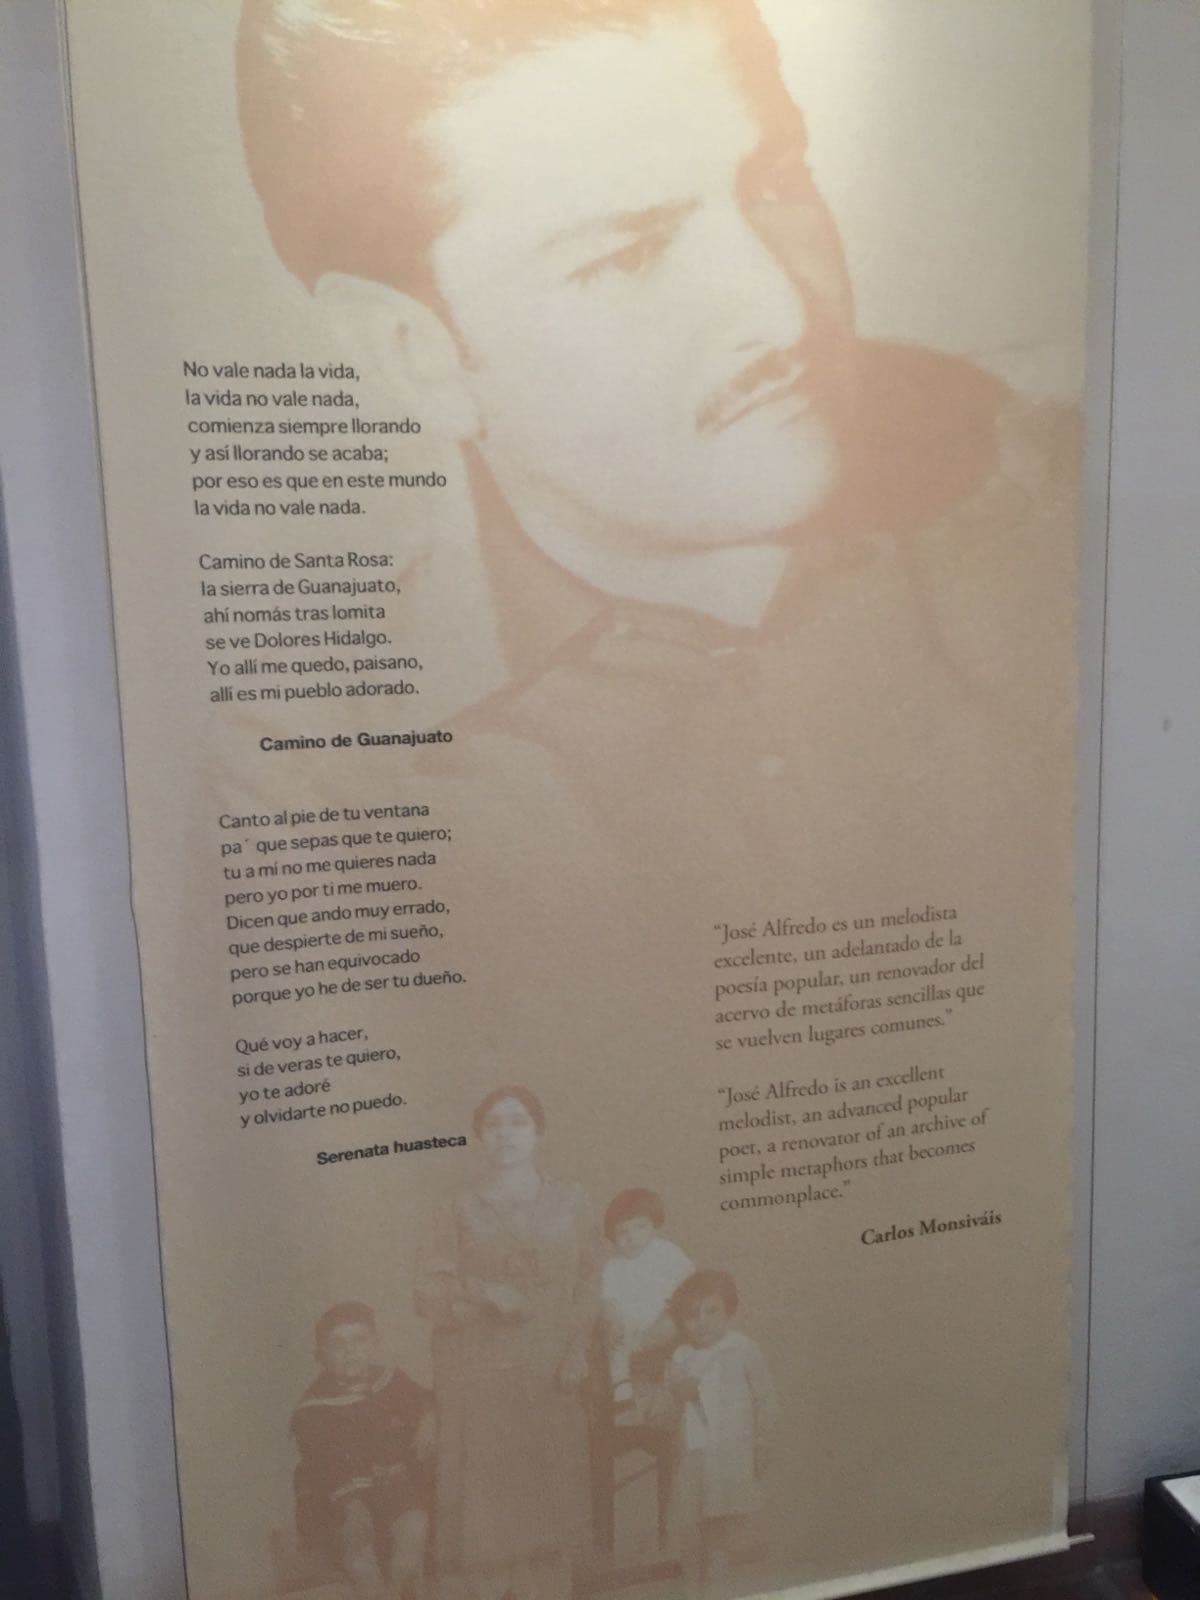 No vale nada la vida,
la vida no vale nada,
comienza siempre llorando
y así llorando se acaba;
por eso es que en este mundo
la vida no vale nada.
Camino de Santa Rosa:
la sierra de Guanajuato,
ahí nomás tras lomita
se ve Dolores Hidalgo.
Yo allí me quedo, paisano,
allí es mi pueblo adorado.
Camino de Guanajuato
Canto al pie de tu ventana
pa´ que sepas que te quiero;
tu a mí no me quieres nada
pero yo por ti me muero.
Dicen que ando muy errado,
que despierte de mi sueño,
pero se han equivocado
porque yo he de ser tu dueño.
Qué voy a hacer,
si de veras te quiero,
yo te adoré
y olvidarte no puedo.
Serenata huasteca
“José Alfredo es un melodista
excelente, un adelantado de la
poesía popular, un renovador del
acervo de metáforas sencillas que
se vuelven lugares comunes.”
“José Alfredo is an excellent
melodist, an advanced popular
poet, a renovator of an archive of
simple metaphors that becomes
commonplace.”
Carlos Monsiváis